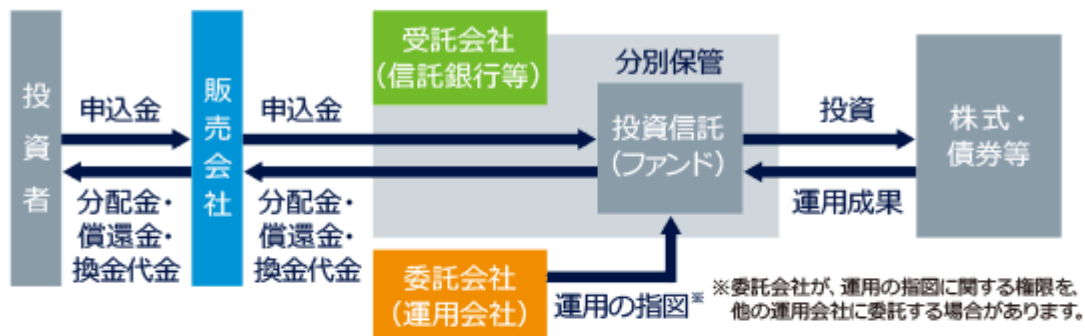 投資者
申込金
分配金・
償還金・
換金代金
販売会社
申込金
分配金・
償還金・
換金代金
受託会社
(信託銀行等)
分別保管
投資信託
(ファンド)
委託会社
(運用会社)
運用の指図※
投資
運用成果
株式・
債券等
※委託会社が、運用の指図に関する権限を、
他の運用会社に委託する場合があります。